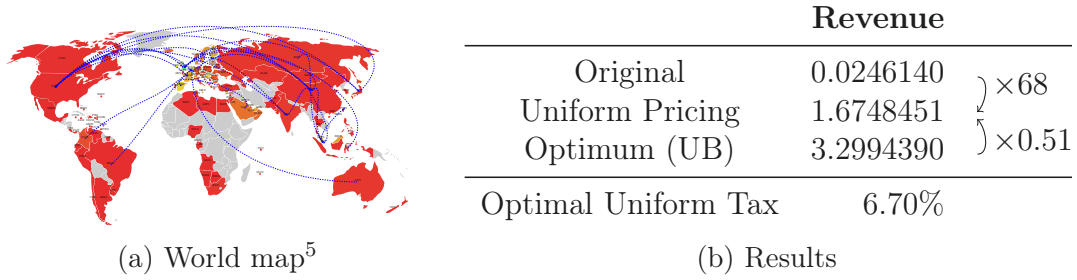 Revenue
Original 0.0246140
Uniform Pricing 1.6748451
Optimum (UB) 3.2994390
×68
×0.51
Optimal Uniform Tax 6.70%
(a) World map⁵
(b) Results